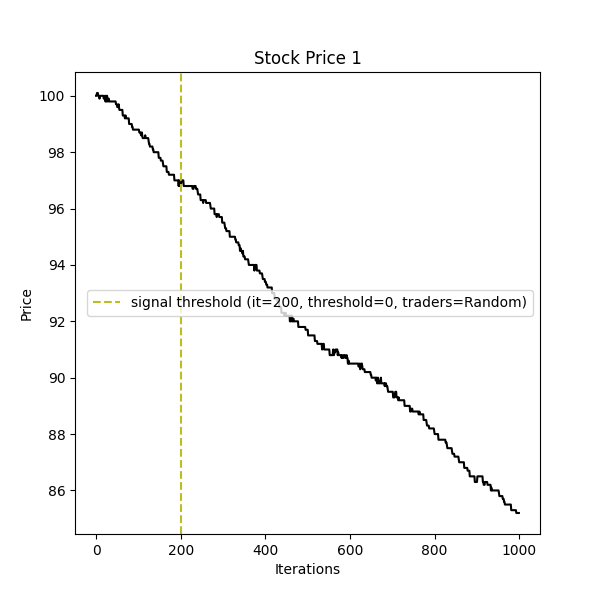 Stock Price 1
100
98
96
94
92
90
88
86
Price
signal threshold (it=200, threshold=0, traders=Random)
0 200 400 600 800 1000
Iterations